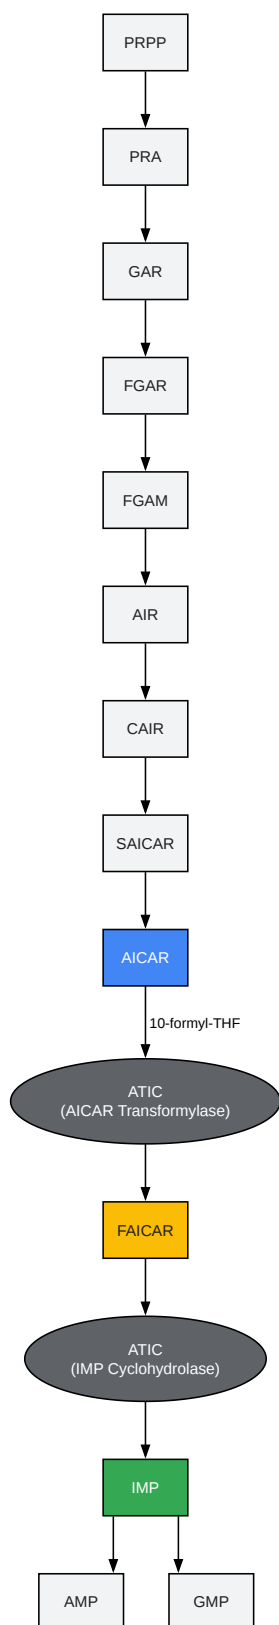 PRPP
PRA
GAR
FGAR
FGAM
AIR
CAIR
SAICAR
AICAR
10-formyl-THF
ATIC
(AICAR Transformylase)
FAICAR
ATIC
(IMP Cyclohydrolase)
IMP
AMP
GMP